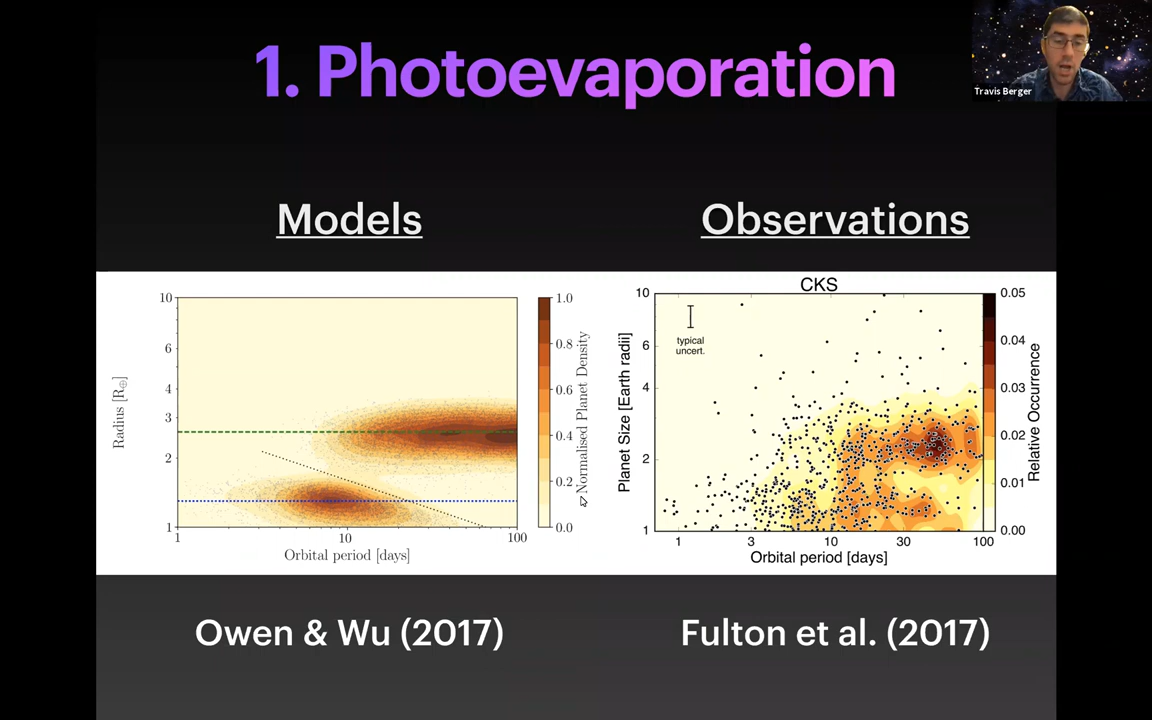 1. Photoevaporation
Travis Berger
Models
Observations
10
6
4
3
2
1
Radius [R⊕]
1
10
100
Orbital period [days]
1.0
0.8
0.6
0.4
0.2
0.0
Normalised Planet Density
CKS
typical
uncert.
10
6
4
2
1
Planet Size [Earth radii]
1
3
10
30
100
Orbital period [days]
0.05
0.04
0.03
0.02
0.01
0.00
Relative Occurrence
Owen & Wu (2017)
Fulton et al. (2017)